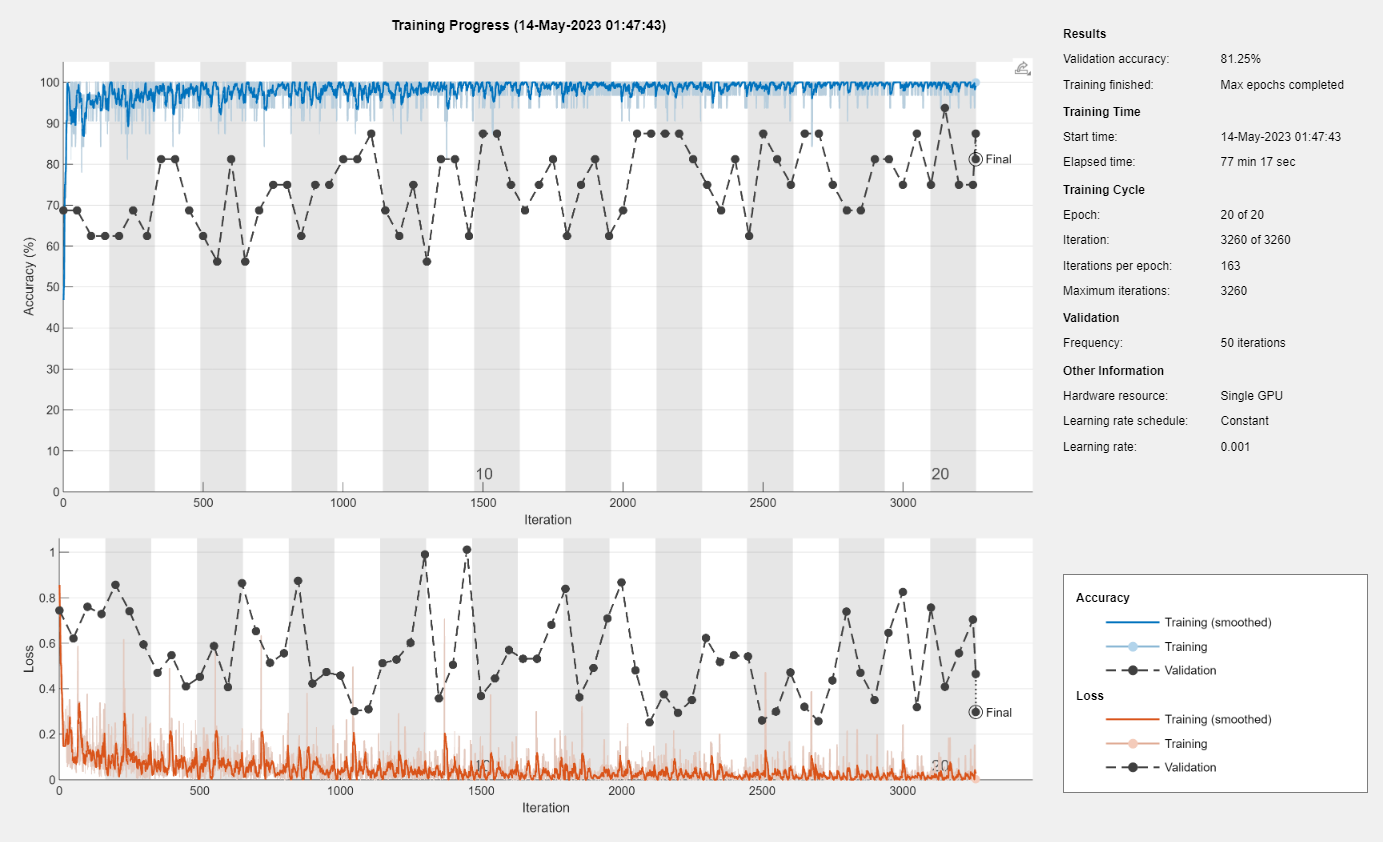 Training Progress (14-May-2023 01:47:43)
100
90
80
70
60
50
40
30
20
10
0
Accuracy (%)
Final
10
20
0
500
1000
1500
2000
2500
3000
Iteration
1
0.8
0.6
0.4
0.2
0
Loss
Final
10
20
0
500
1000
1500
2000
2500
3000
Iteration
Results
Validation accuracy: 81.25%
Training finished: Max epochs completed
Training Time
Start time: 14-May-2023 01:47:43
Elapsed time: 77 min 17 sec
Training Cycle
Epoch: 20 of 20
Iteration: 3260 of 3260
Iterations per epoch: 163
Maximum iterations: 3260
Validation
Frequency: 50 iterations
Other Information
Hardware resource: Single GPU
Learning rate schedule: Constant
Learning rate: 0.001
Accuracy
Training (smoothed)
Training
Validation
Loss
Training (smoothed)
Training
Validation